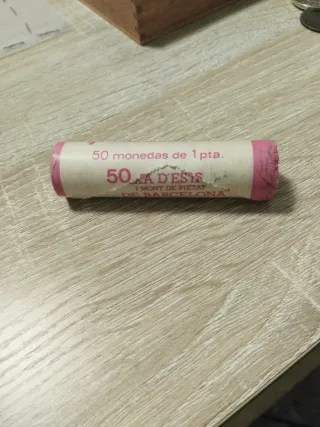 50 monedas de 1 pta.
50
I MONT DE PIETAT
DE BARCELONA"